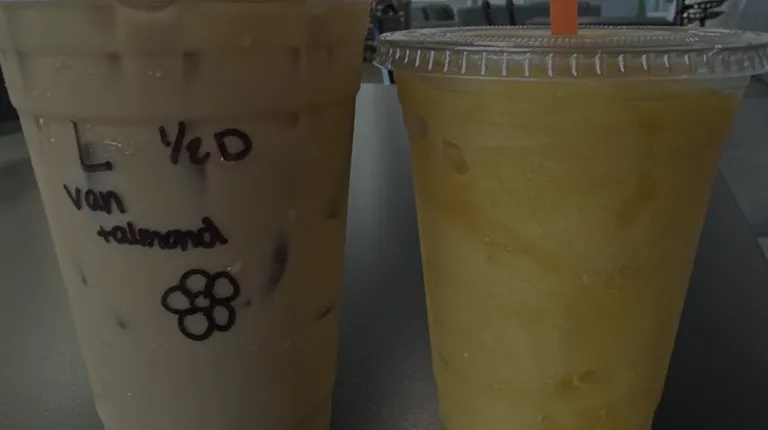 L ½ D
van
+almond